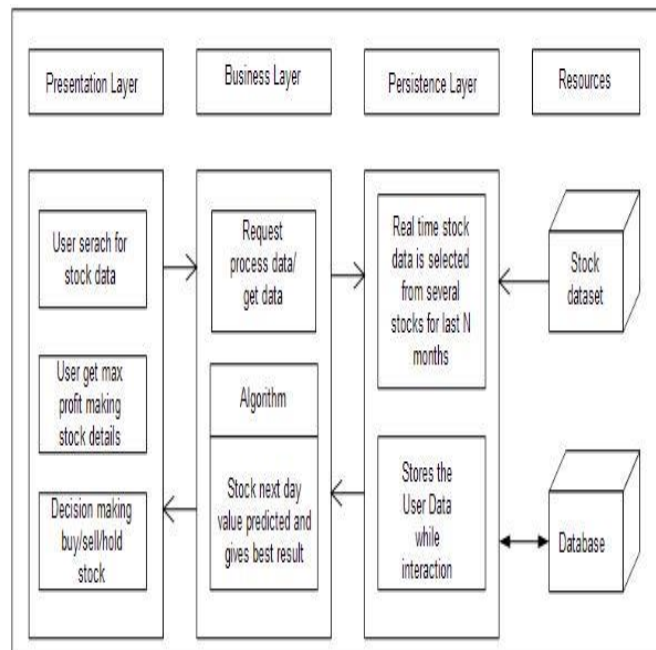 Presentation Layer
Business Layer
Persistence Layer
Resources
User serach for
stock data
Request
process data/
get data
Real time stock
data is selected
from several
stocks for last N
months
Stock
dataset
User get max
profit making
stock details
Algorithm
Decision making
buy/sell/hold
stock
Stock next day
value predicted and
gives best result
Stores the
User Data
while
interaction
Database